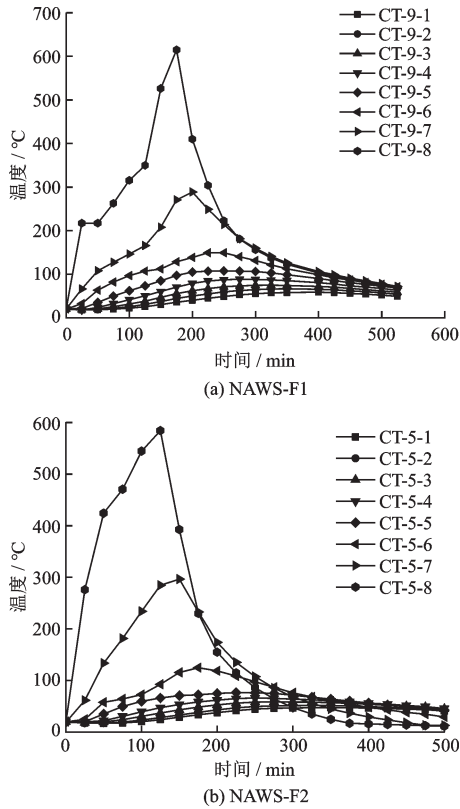 700
600
500
400
300
200
100
0
温度 / °C
CT-9-1
CT-9-2
CT-9-3
CT-9-4
CT-9-5
CT-9-6
CT-9-7
CT-9-8
0 100 200 300 400 500 600
时间 / min
(a) NAWS-F1
600
500
400
300
200
100
0
温度 / °C
CT-5-1
CT-5-2
CT-5-3
CT-5-4
CT-5-5
CT-5-6
CT-5-7
CT-5-8
0 100 200 300 400 500
时间 / min
(b) NAWS-F2